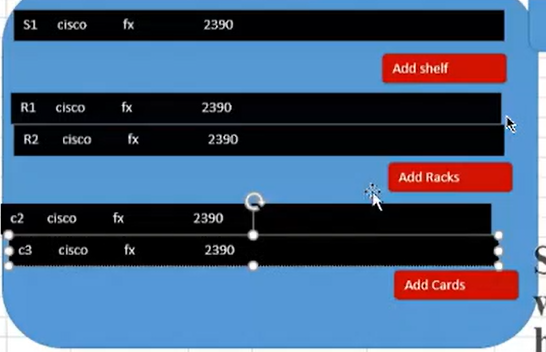 S1 cisco fx 2390
Add shelf
R1 cisco fx 2390
R2 cisco fx 2390
Add Racks
c2 cisco fx 2390
c3 cisco fx 2390
Add Cards